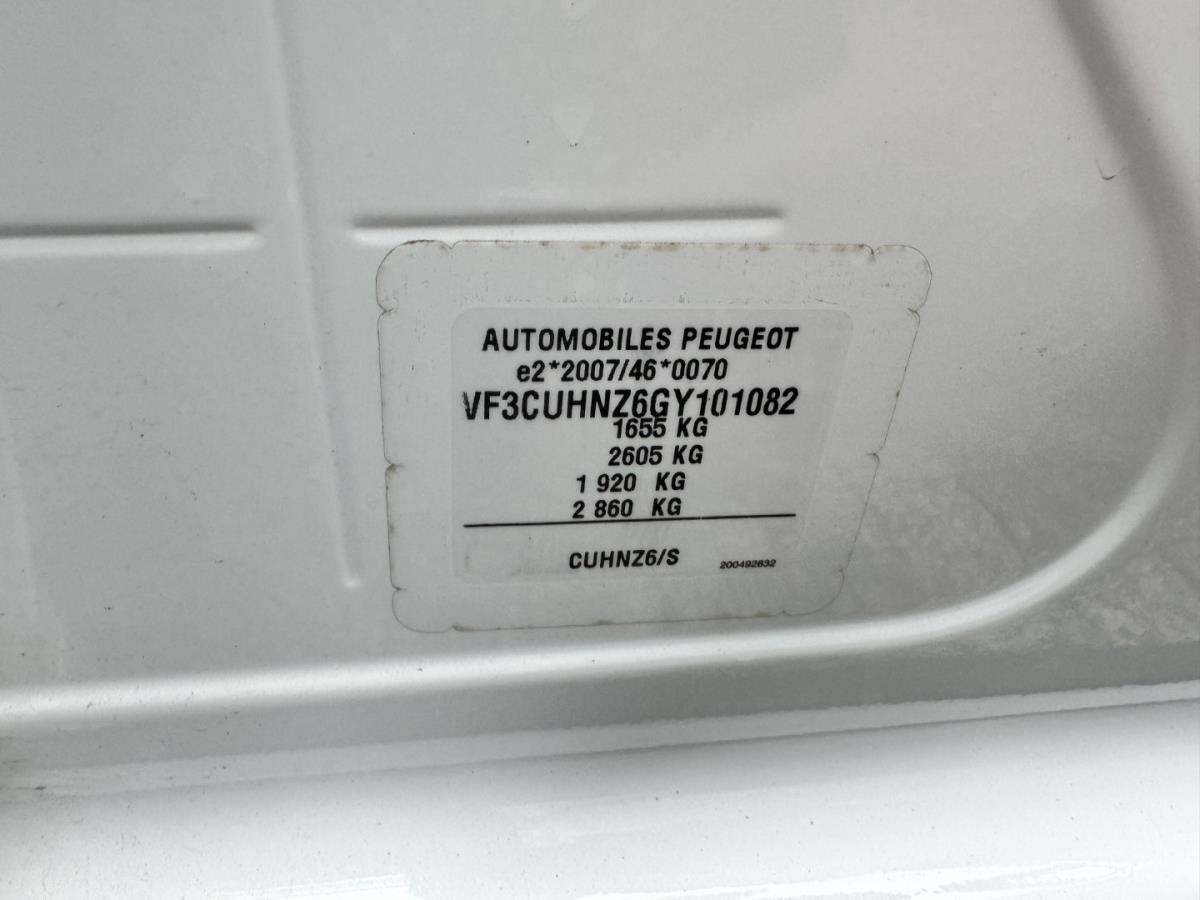 AUTOMOBILES PEUGEOT
e2*2007/46*0070
VF3CUHNZ6GY101082
1655 KG
2605 KG
1 920 KG
2 860 KG
CUHNZ6/S 200492632